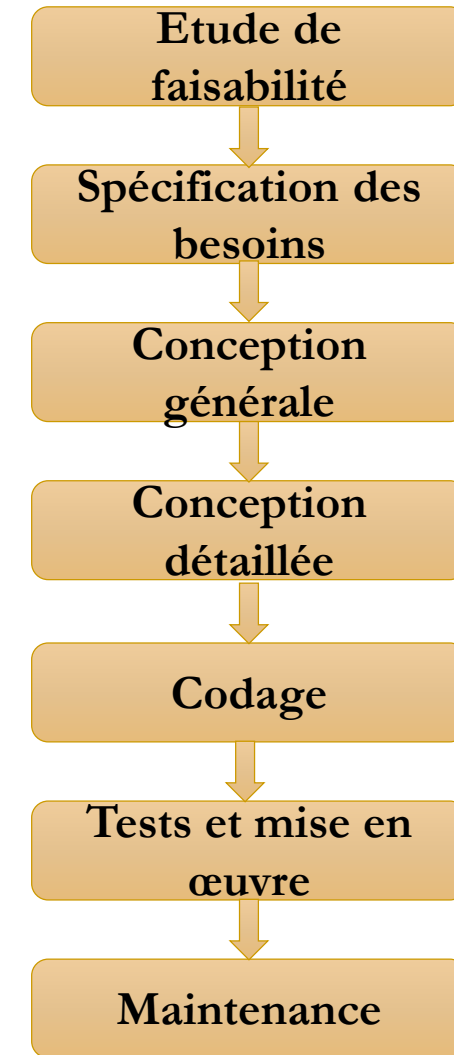 Etude de
faisabilité
Spécification des
besoins
Conception
générale
Conception
détaillée
Codage
Tests et mise en
œuvre
Maintenance